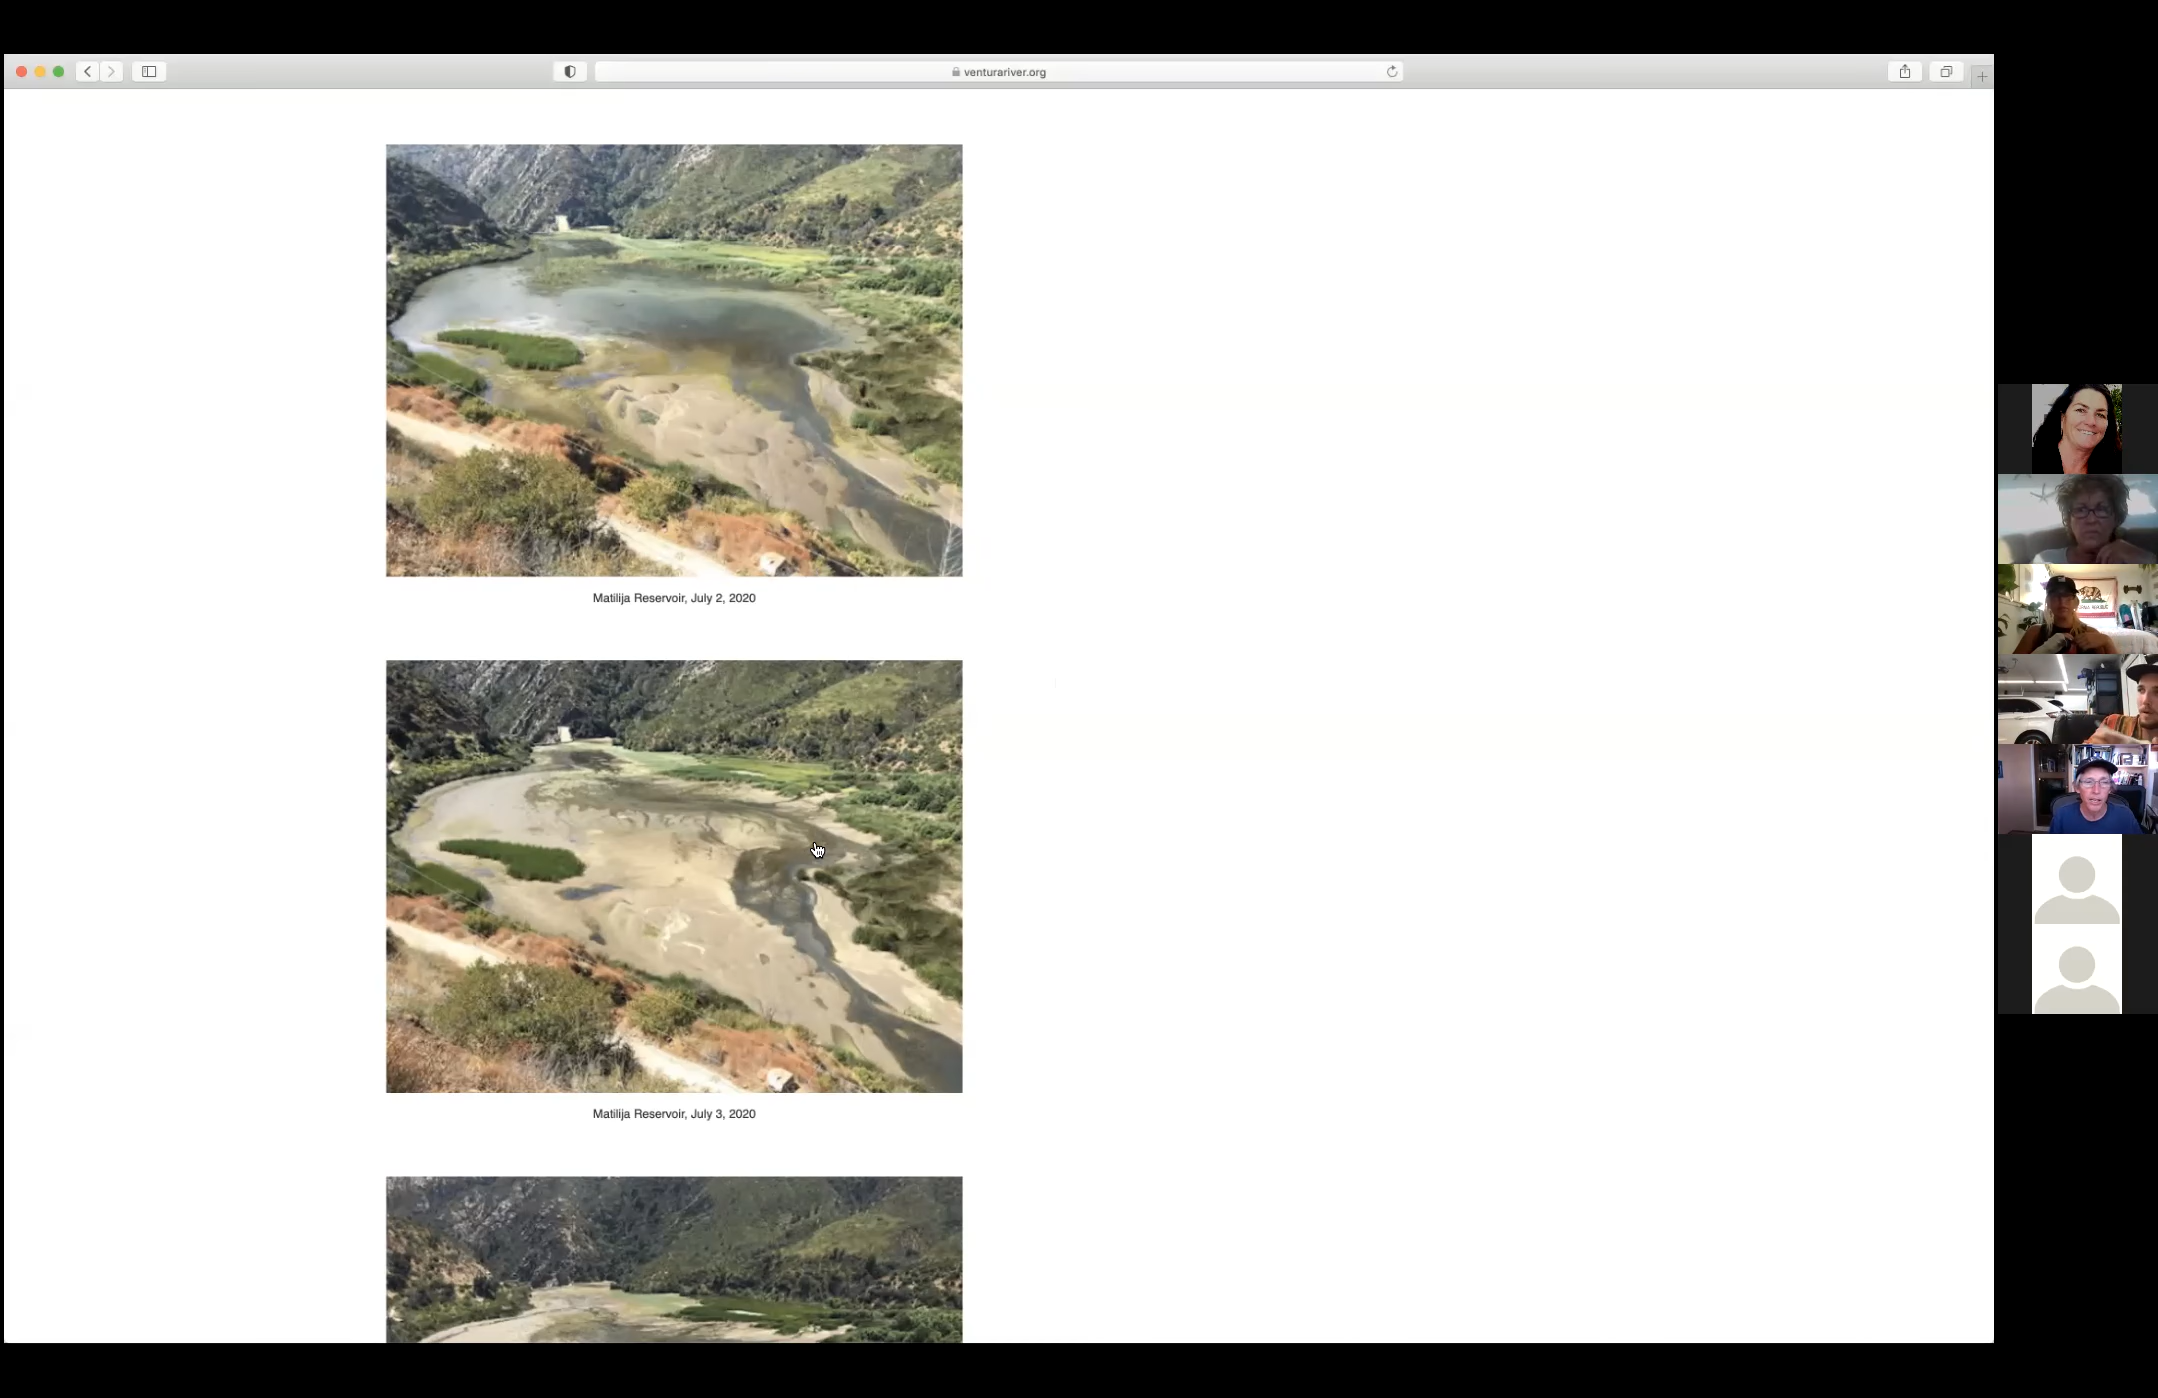 venturariver.org
Matilija Reservoir, July 2, 2020
Matilija Reservoir, July 3, 2020